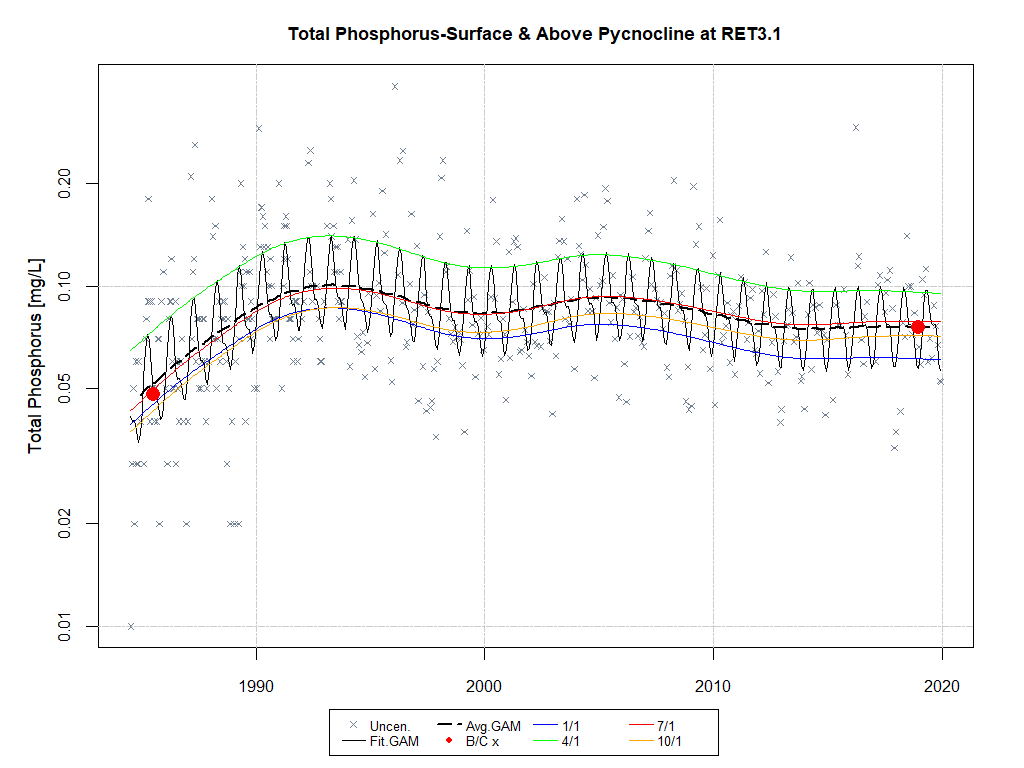 Total Phosphorus-Surface & Above Pycnocline at RET3.1
Total Phosphorus [mg/L]
0.20
0.10
0.05
0.02
0.01
1990 2000 2010 2020
Uncen. Avg.GAM 1/1 7/1
Fit.GAM B/C x 4/1 10/1